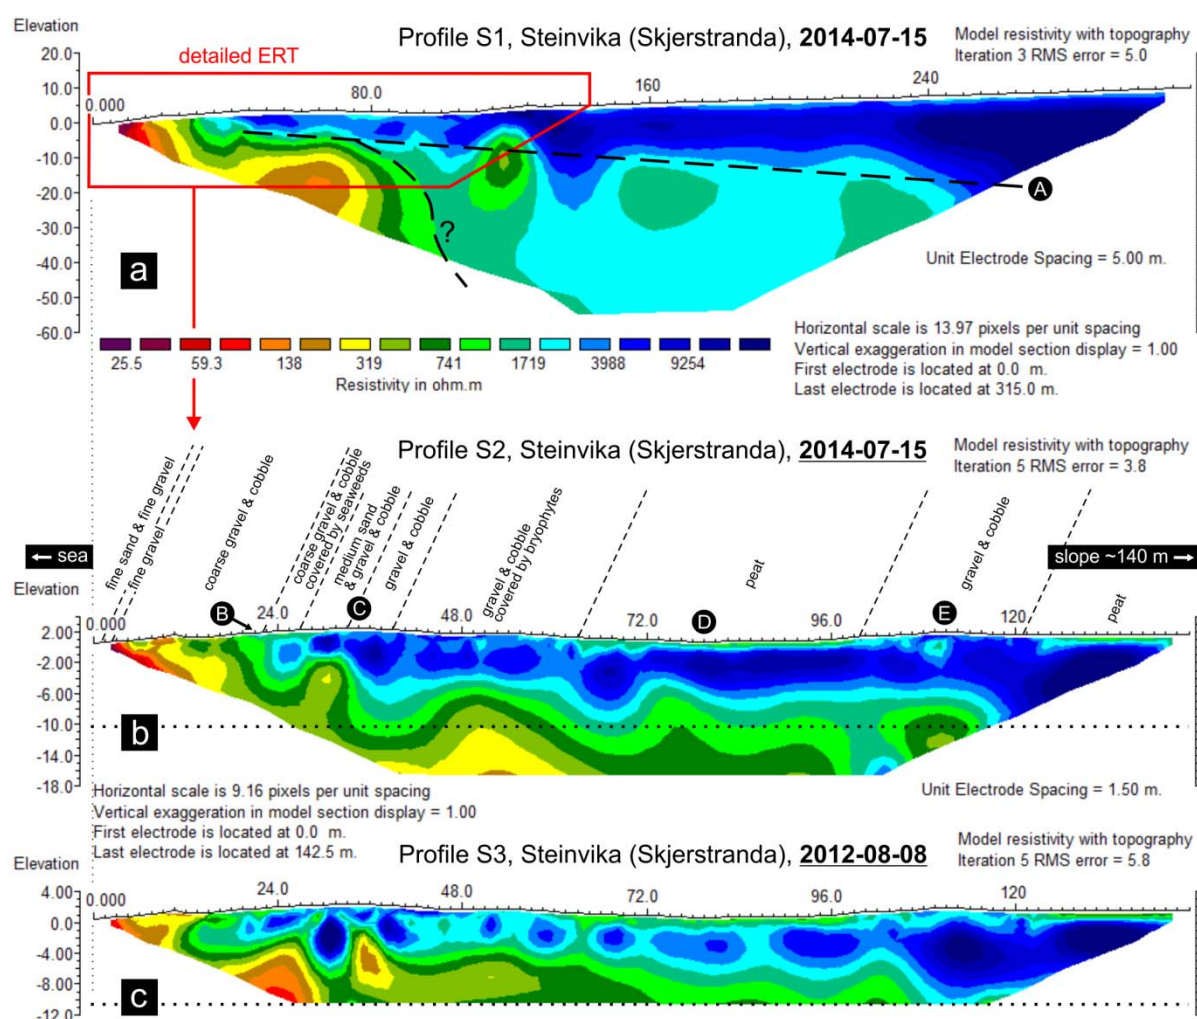 Elevation
Profile S1, Steinvika (Skjerstranda), 2014-07-15
Model resistivity with topography
Iteration 3 RMS error = 5.0
detailed ERT
20.0
10.0
0.0
-10.0
-20.0
-30.0
-40.0
-50.0
-60.0
0.000
80.0
160
240
A
?
a
Unit Electrode Spacing = 5.00 m.
25.5
59.3
138
319
741
1719
3988
9254
Resistivity in ohm.m
Horizontal scale is 13.97 pixels per unit spacing
Vertical exaggeration in model section display = 1.00
First electrode is located at 0.0 m.
Last electrode is located at 315.0 m.
Profile S2, Steinvika (Skjerstranda), 2014-07-15
Model resistivity with topography
Iteration 5 RMS error = 3.8
fine sand & fine gravel
fine gravel
coarse gravel & cobble
coarse gravel & cobble
covered by seaweeds
medium sand
& gravel & cobble
gravel & cobble
gravel & cobble
covered by bryophytes
peat
gravel & cobble
peat
← sea
slope ~140 m →
Elevation
B
C
D
E
2.00
-2.00
-6.00
-10.0
-14.0
-18.0
0.000
24.0
48.0
72.0
96.0
120
b
Horizontal scale is 9.16 pixels per unit spacing
Vertical exaggeration in model section display = 1.00
First electrode is located at 0.0 m.
Last electrode is located at 142.5 m.
Unit Electrode Spacing = 1.50 m.
Profile S3, Steinvika (Skjerstranda), 2012-08-08
Model resistivity with topography
Iteration 5 RMS error = 5.8
Elevation
4.00
0.0
-4.00
-8.00
-12.0
0.000
24.0
48.0
72.0
96.0
120
c